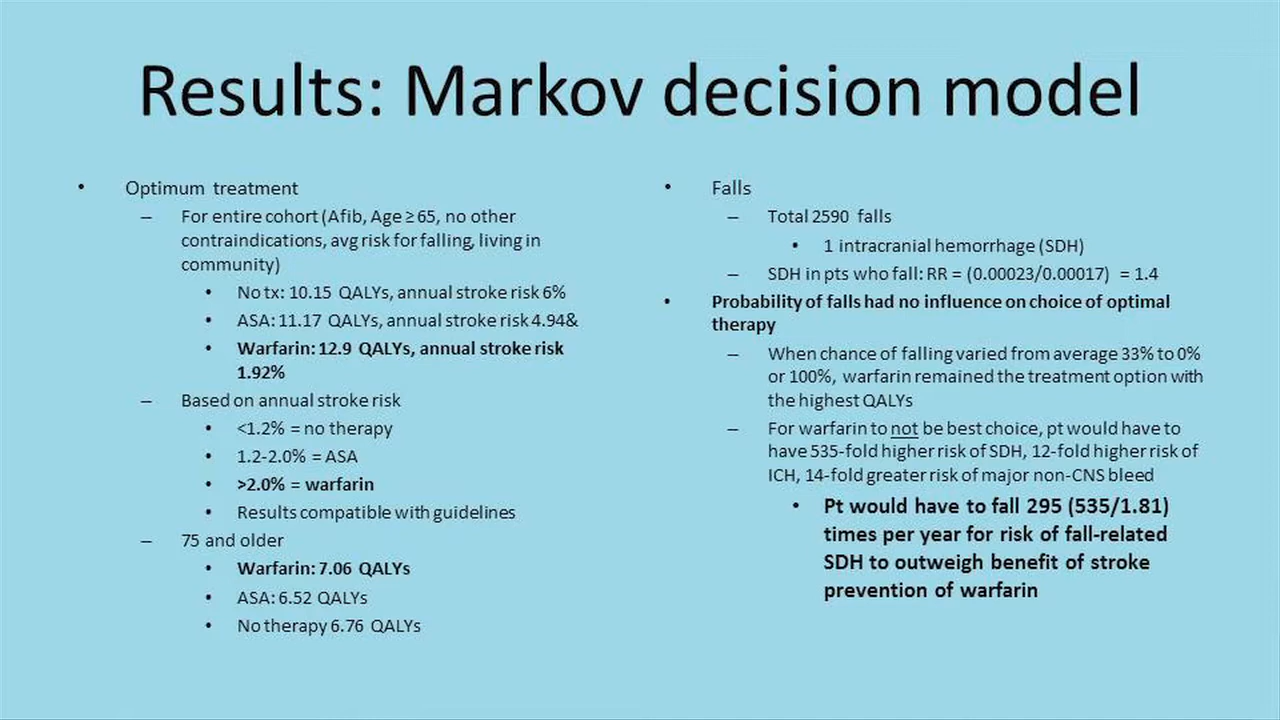 Results: Markov decision model
• Optimum treatment
– For entire cohort (Afib, Age ≥ 65, no other
contraindications, avg risk for falling, living in
community)
• No tx: 10.15 QALYs, annual stroke risk 6%
• ASA: 11.17 QALYs, annual stroke risk 4.94&
• Warfarin: 12.9 QALYs, annual stroke risk
1.92%
– Based on annual stroke risk
• <1.2% = no therapy
• 1.2-2.0% = ASA
• >2.0% = warfarin
• Results compatible with guidelines
– 75 and older
• Warfarin: 7.06 QALYs
• ASA: 6.52 QALYs
• No therapy 6.76 QALYs
• Falls
– Total 2590 falls
• 1 intracranial hemorrhage (SDH)
– SDH in pts who fall: RR = (0.00023/0.00017) = 1.4
• Probability of falls had no influence on choice of optimal
therapy
– When chance of falling varied from average 33% to 0%
or 100%, warfarin remained the treatment option with
the highest QALYs
– For warfarin to not be best choice, pt would have to
have 535-fold higher risk of SDH, 12-fold higher risk of
ICH, 14-fold greater risk of major non-CNS bleed
• Pt would have to fall 295 (535/1.81)
times per year for risk of fall-related
SDH to outweigh benefit of stroke
prevention of warfarin